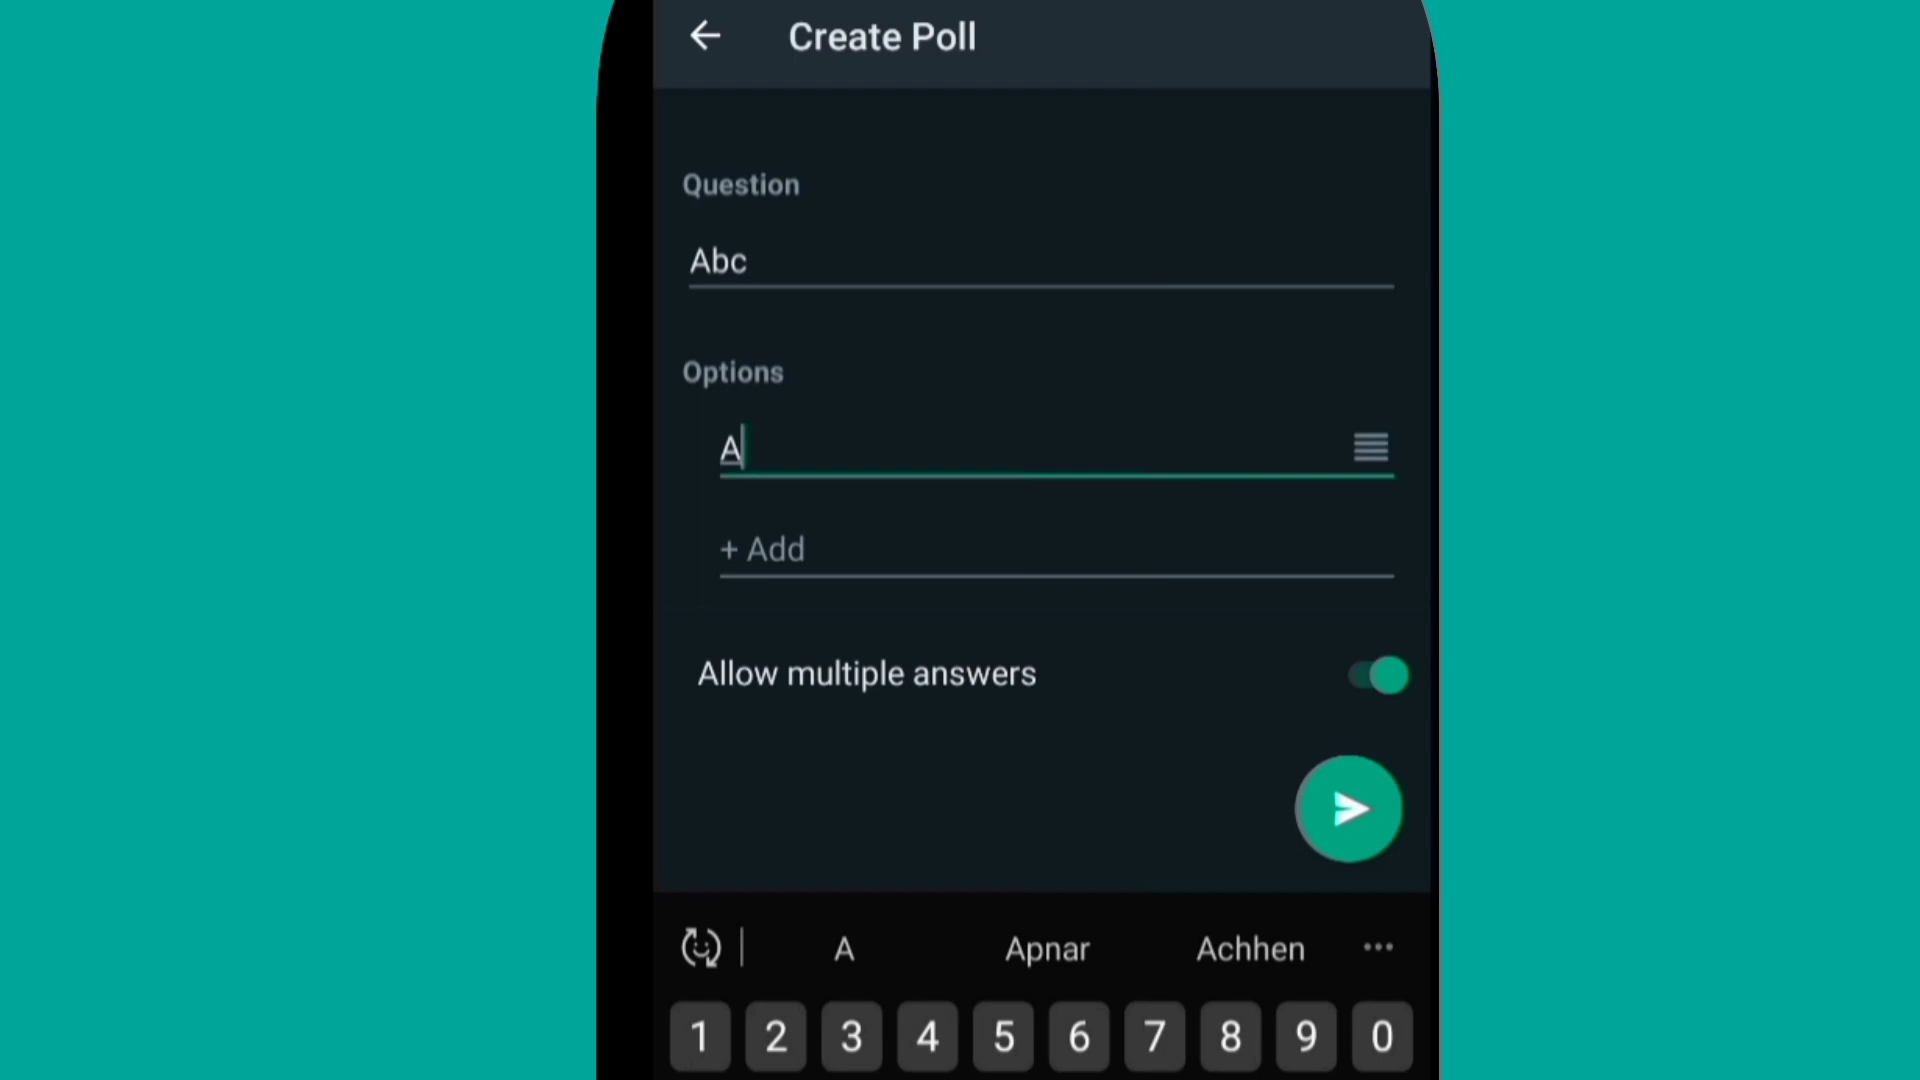 Create Poll
Question
Abc
Options
A
+ Add
Allow multiple answers
A Apnar Achhen
1 2 3 4 5 6 7 8 9 0